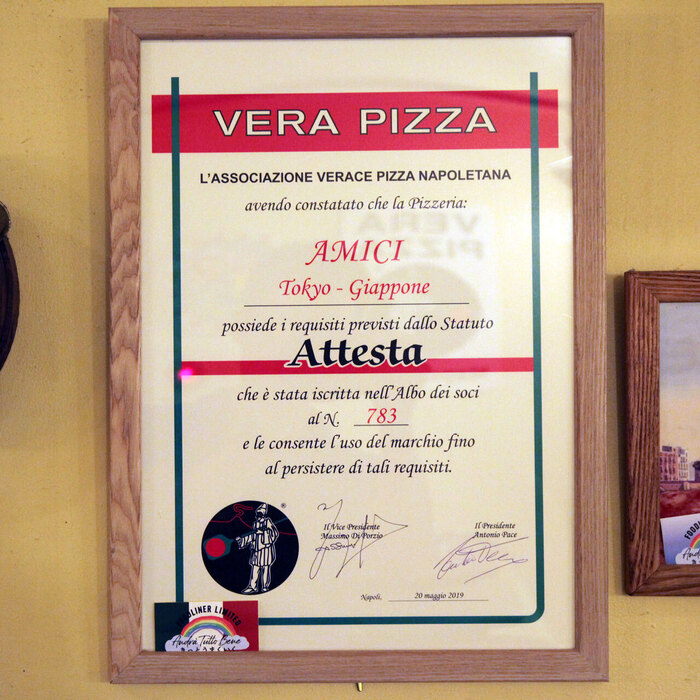 VERA PIZZA
L'ASSOCIAZIONE VERACE PIZZA NAPOLETANA
avendo constatato che la Pizzeria:
AMICI
Tokyo - Giappone
possiede i requisiti previsti dallo Statuto
Attesta
che è stata iscritta nell'Albo dei soci
al N. 783
e le consente l'uso del marchio fino
al persistere di tali requisiti.
®
Il Vice Presidente
Massimo Di Porzio
Il Presidente
Antonio Pace
Napoli, 20 maggio 2019
FOODLINER LIMITED
Andrà Tutto Bene